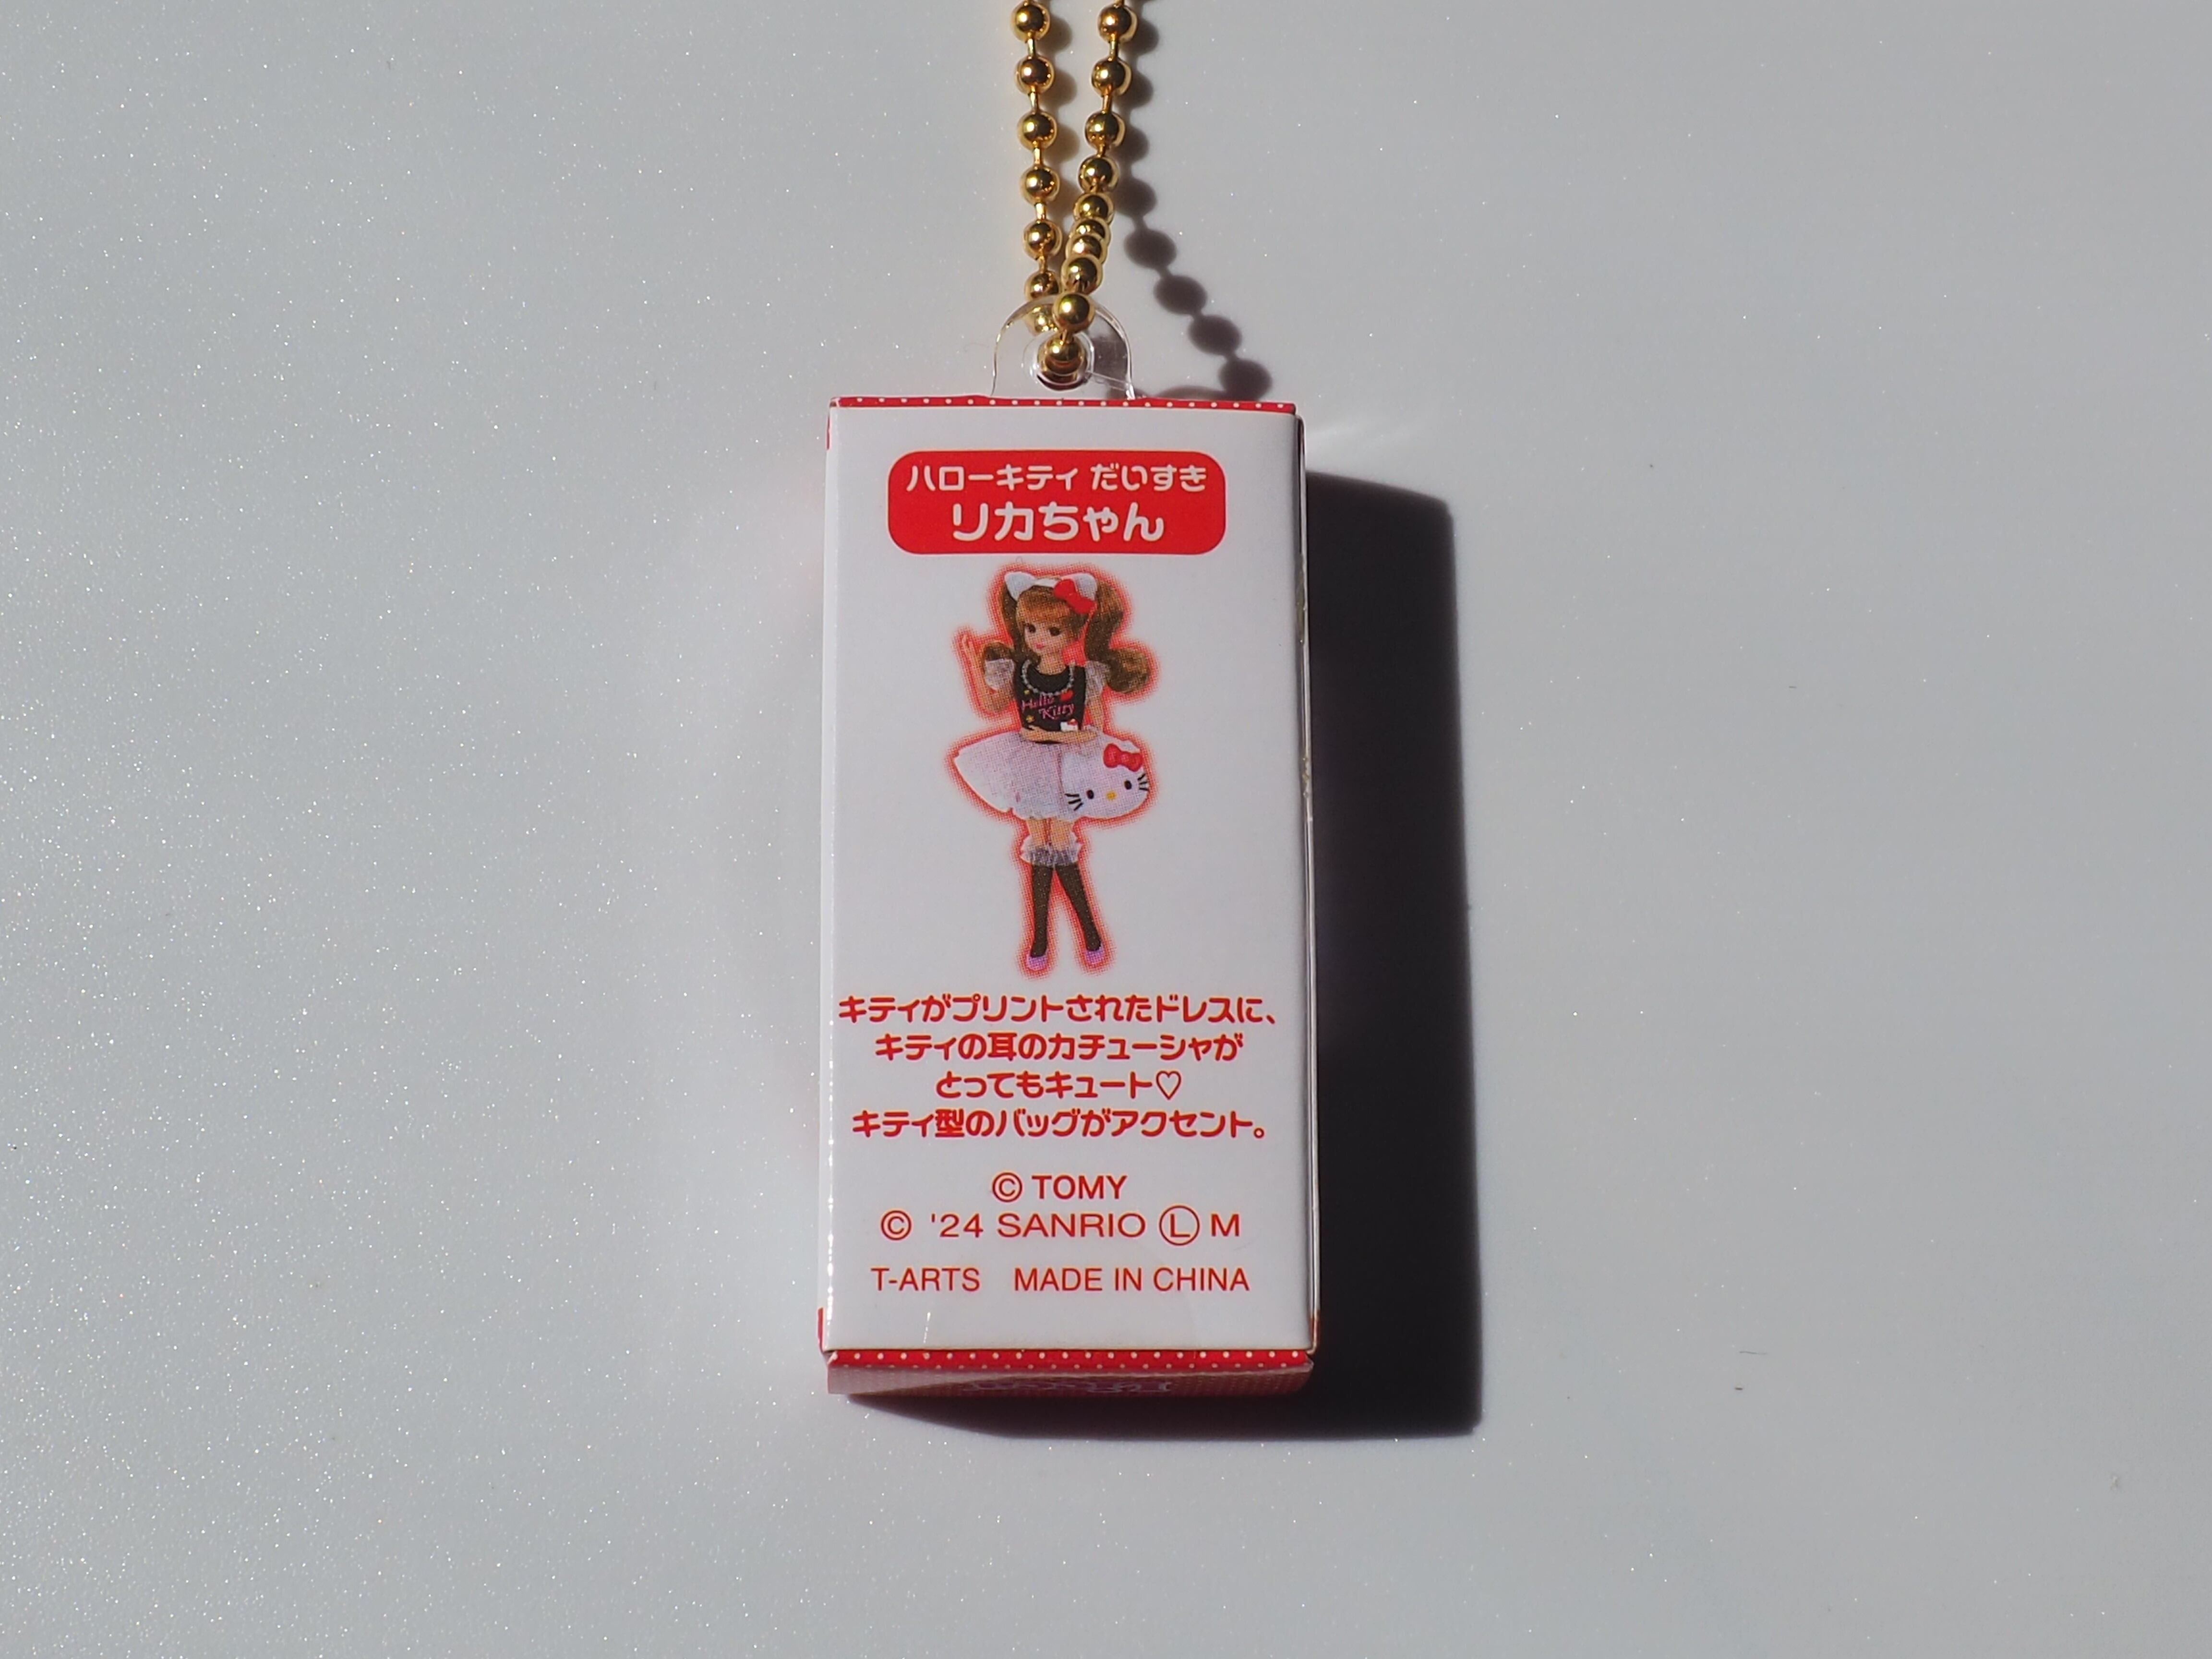 ハローキティ だいすき
リカちゃん
Hello
Kitty
キティがプリントされたドレスに、
キティの耳のカチューシャが
とってもキュート♡
キティ型のバッグがアクセント。
© TOMY
© '24 SANRIO Ⓛ M
T-ARTS MADE IN CHINA